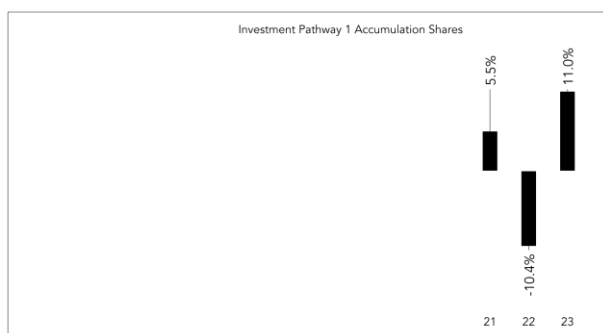 Investment Pathway 1 Accumulation Shares
5.5%
11.0%
-10.4%
21 22 23